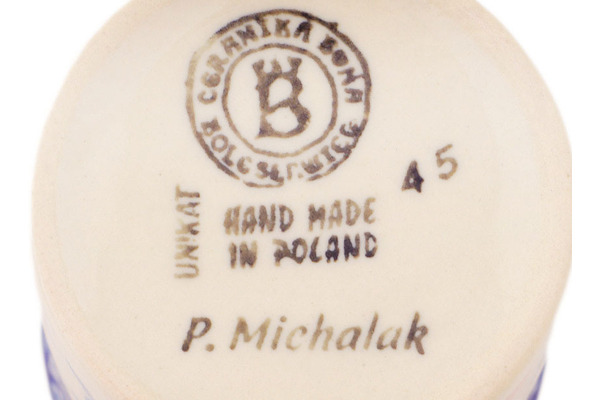 CERAMIKA BONA
B
BOLESŁAWIEC
45
UNIKAT
HAND MADE
IN POLAND
P. Michalak